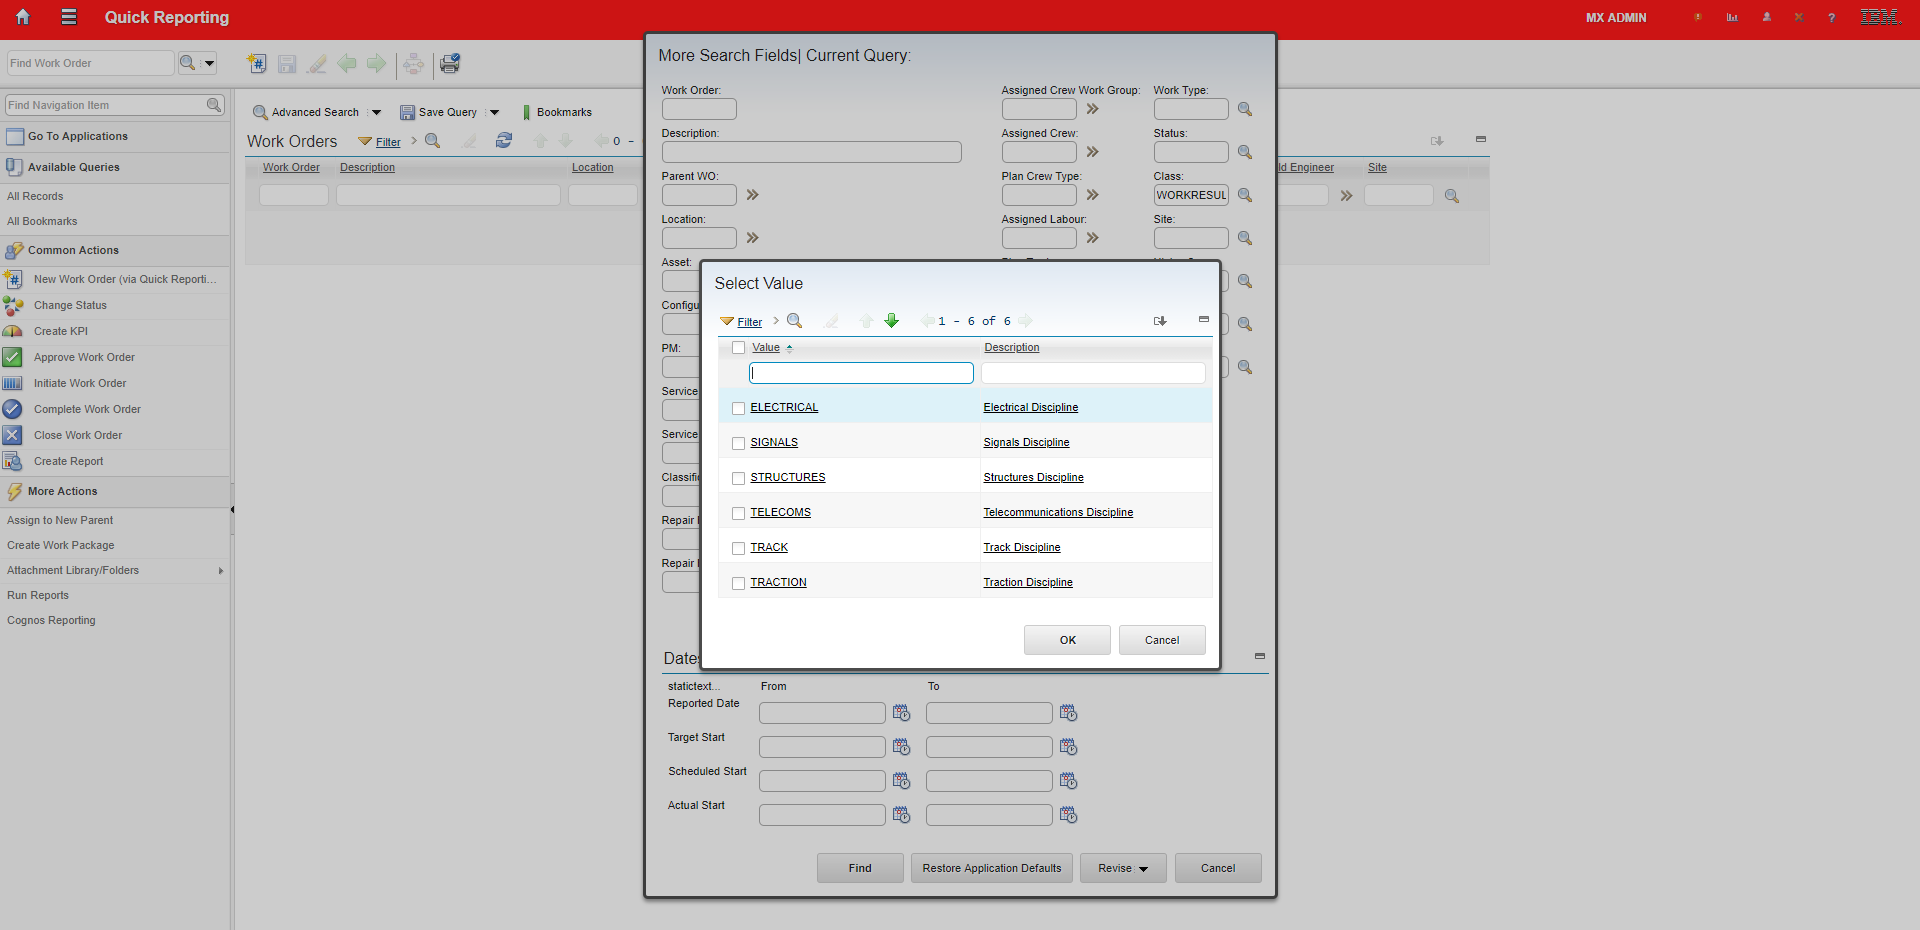 Quick Reporting
MX ADMIN
?
IBM.
Find Work Order
Find Navigation Item
Go To Applications
Available Queries
All Records
All Bookmarks
Common Actions
New Work Order (via Quick Reporti...
Change Status
Create KPI
Approve Work Order
Initiate Work Order
Complete Work Order
Close Work Order
Create Report
More Actions
Assign to New Parent
Create Work Package
Attachment Library/Folders
Run Reports
Cognos Reporting
Advanced Search
Save Query
Bookmarks
Work Orders
Filter
0 -
Work Order
Description
Location
ld Engineer
Site
More Search Fields| Current Query:
Work Order:
Assigned Crew Work Group:
Work Type:
Description:
Assigned Crew:
Status:
Parent WO:
Plan Crew Type:
Class:
WORKRESUL
Location:
Assigned Labour:
Site:
Asset:
Configu
PM:
Service
Service
Classific
Repair
Repair
Select Value
Filter
1 - 6 of 6
Value
Description
ELECTRICAL
Electrical Discipline
SIGNALS
Signals Discipline
STRUCTURES
Structures Discipline
TELECOMS
Telecommunications Discipline
TRACK
Track Discipline
TRACTION
Traction Discipline
OK
Cancel
Dates
statictext...
From
To
Reported Date
Target Start
Scheduled Start
Actual Start
Find
Restore Application Defaults
Revise
Cancel